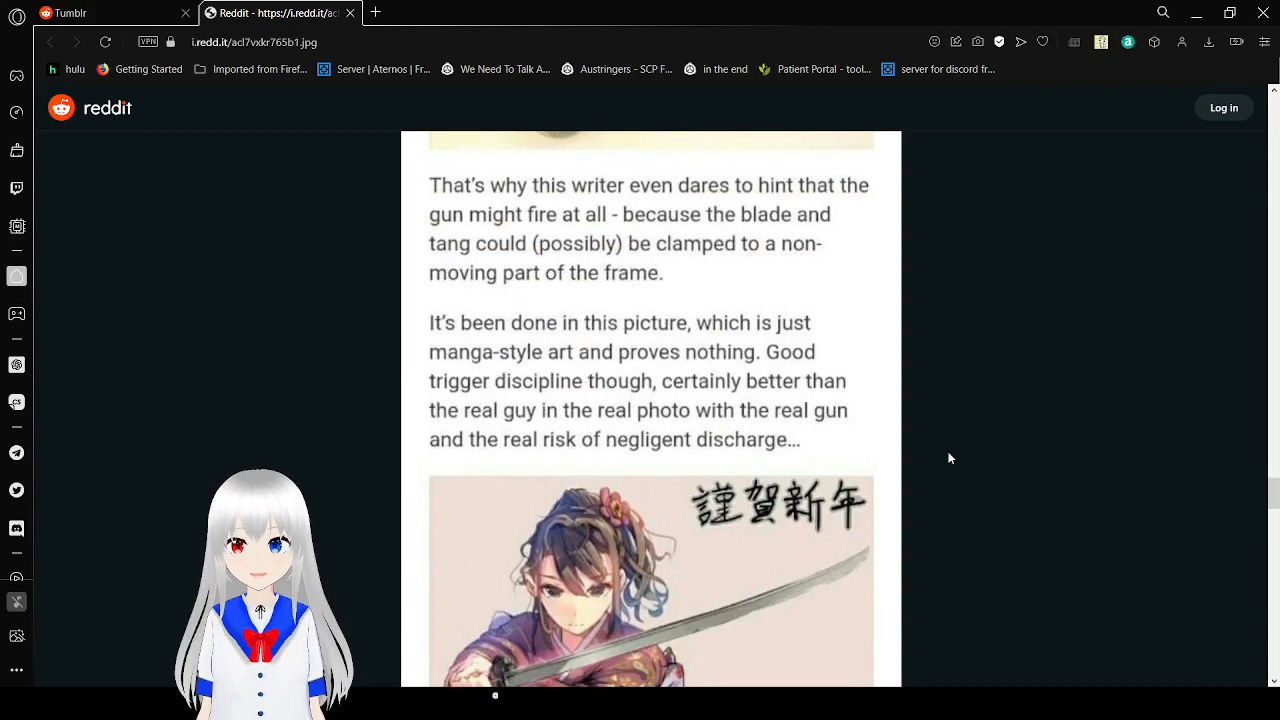 Tumblr
Reddit - https://i.redd.it/acl
VPN
i.redd.it/acl7vxkr765b1.jpg
hulu
Getting Started
Imported from Firef...
Server | Aternos | Fr...
We Need To Talk A...
Austringers - SCP F...
in the end
Patient Portal - tool...
server for discord fr...
reddit
Log in
That's why this writer even dares to hint that the
gun might fire at all - because the blade and
tang could (possibly) be clamped to a non-
moving part of the frame.
It's been done in this picture, which is just
manga-style art and proves nothing. Good
trigger discipline though, certainly better than
the real guy in the real photo with the real gun
and the real risk of negligent discharge...
謹賀新年